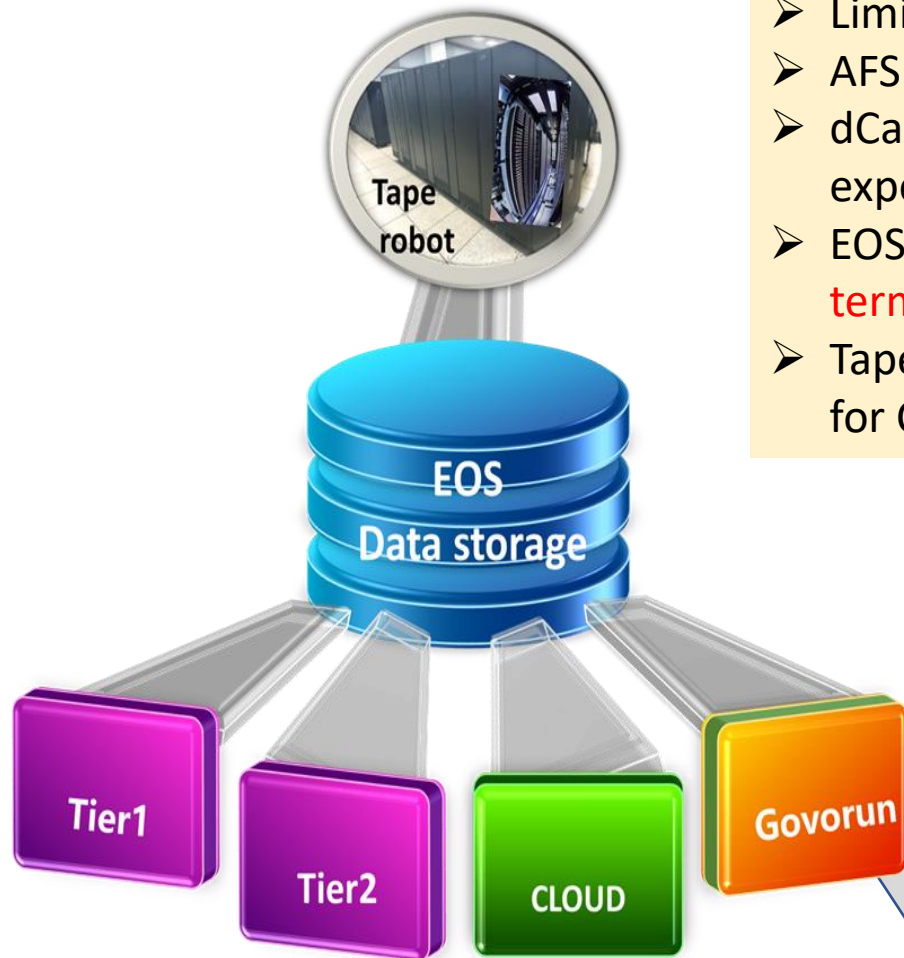 Limi
AFS
dCa
expe
EOS
term
Tape
for
Tape
robot
EOS
Data storage
Tier1
Tier2
CLOUD
Govorun